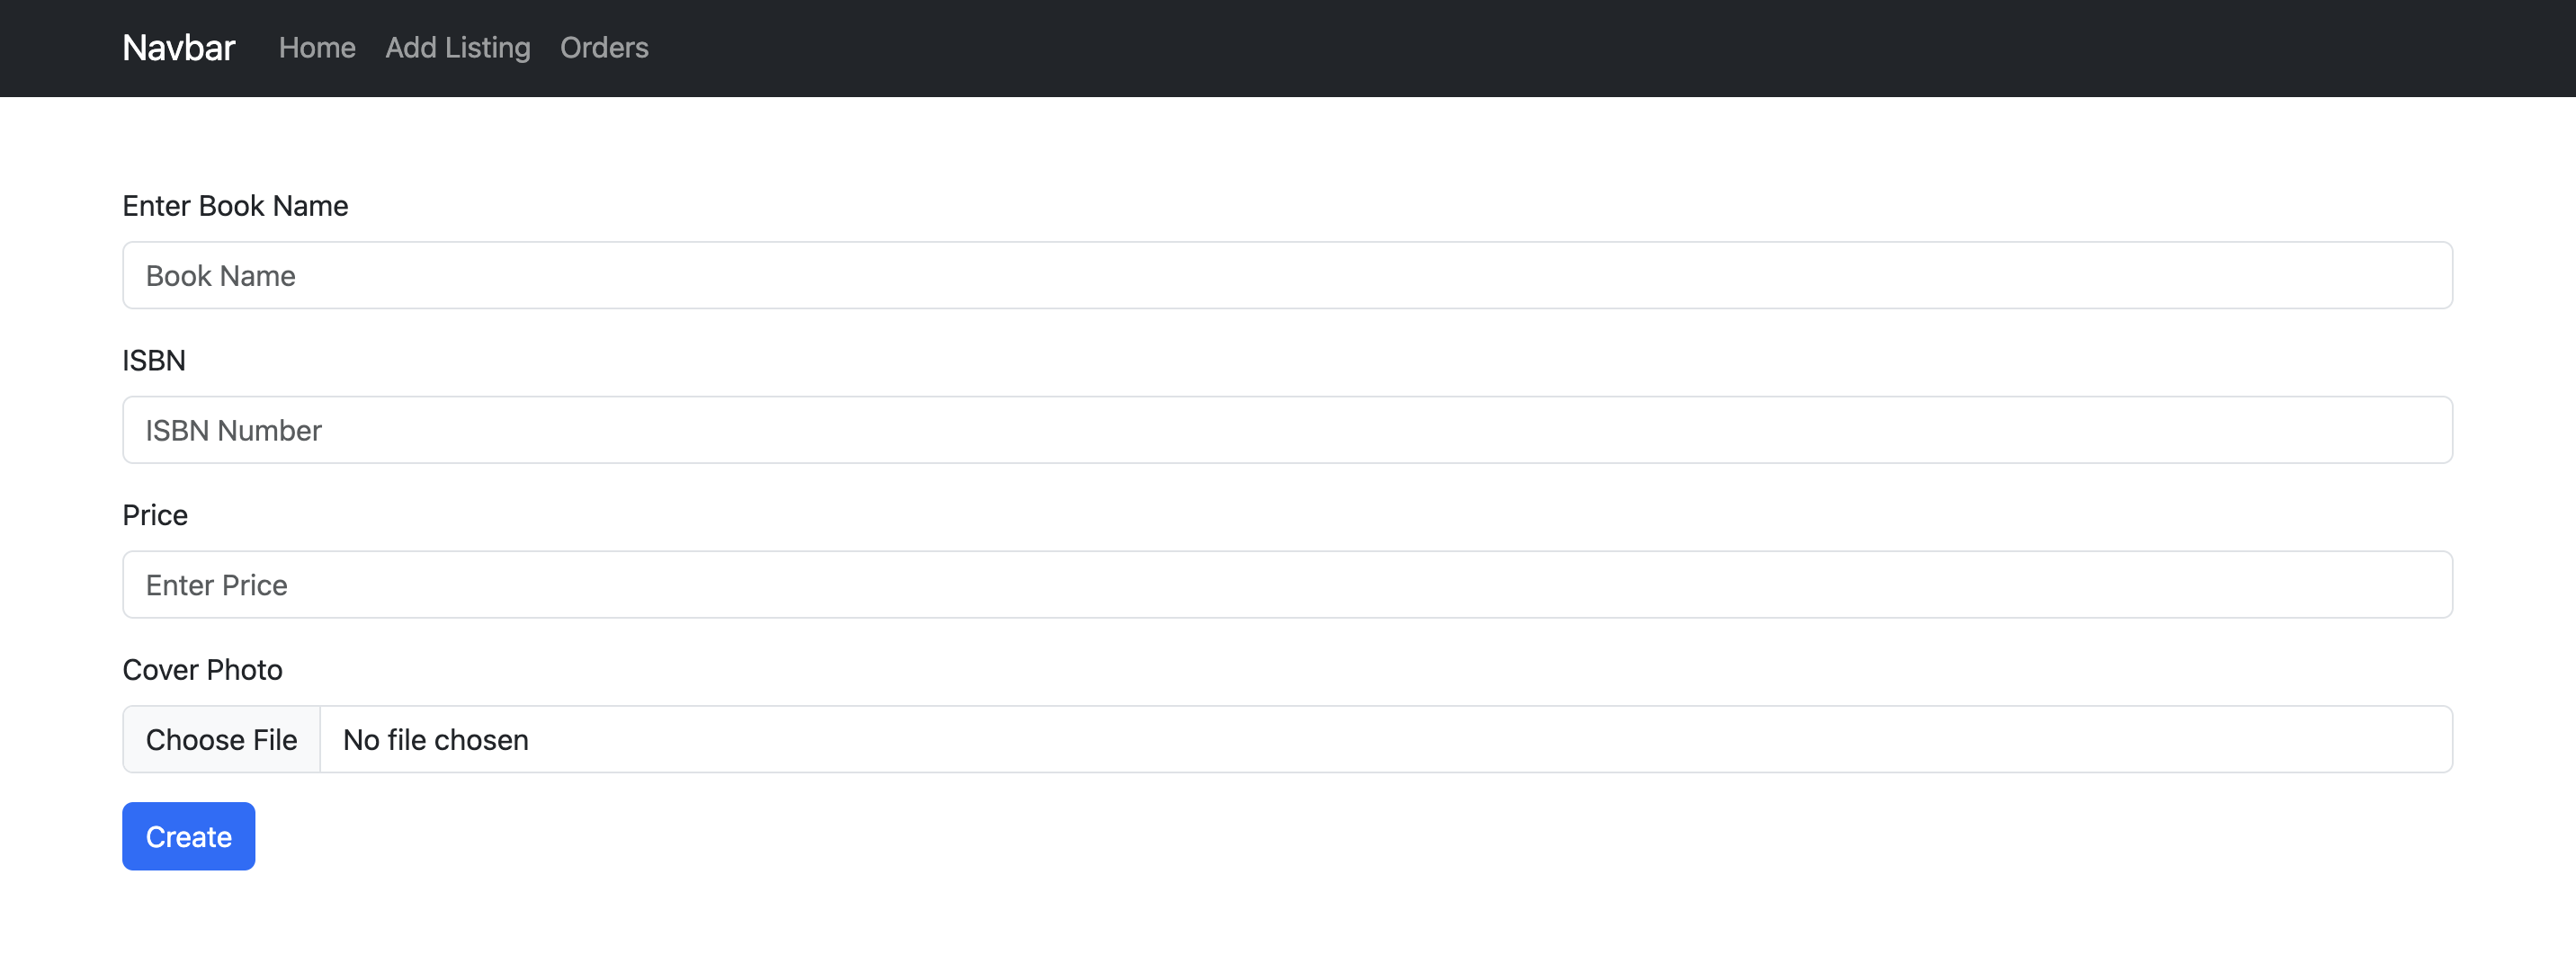 Navbar Home Add Listing Orders
Enter Book Name
Book Name
ISBN
ISBN Number
Price
Enter Price
Cover Photo
Choose File No file chosen
Create